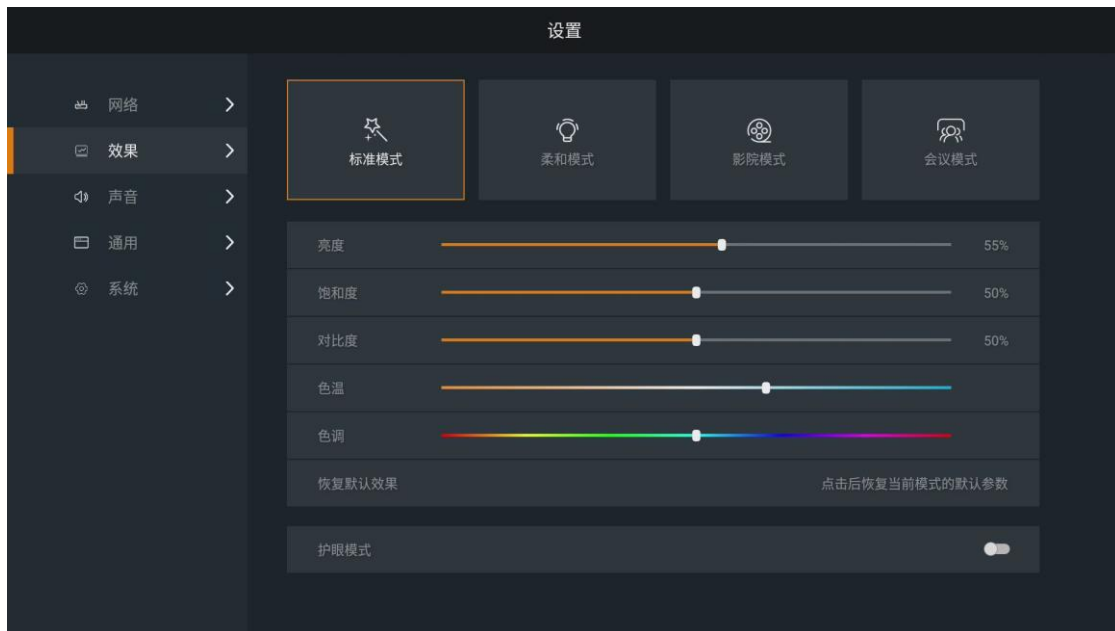 设置
网络
效果
声音
通用
系统
标准模式
柔和模式
影院模式
会议模式
亮度 55%
饱和度 50%
对比度 50%
色温
色调
恢复默认效果 点击后恢复当前模式的默认参数
护眼模式